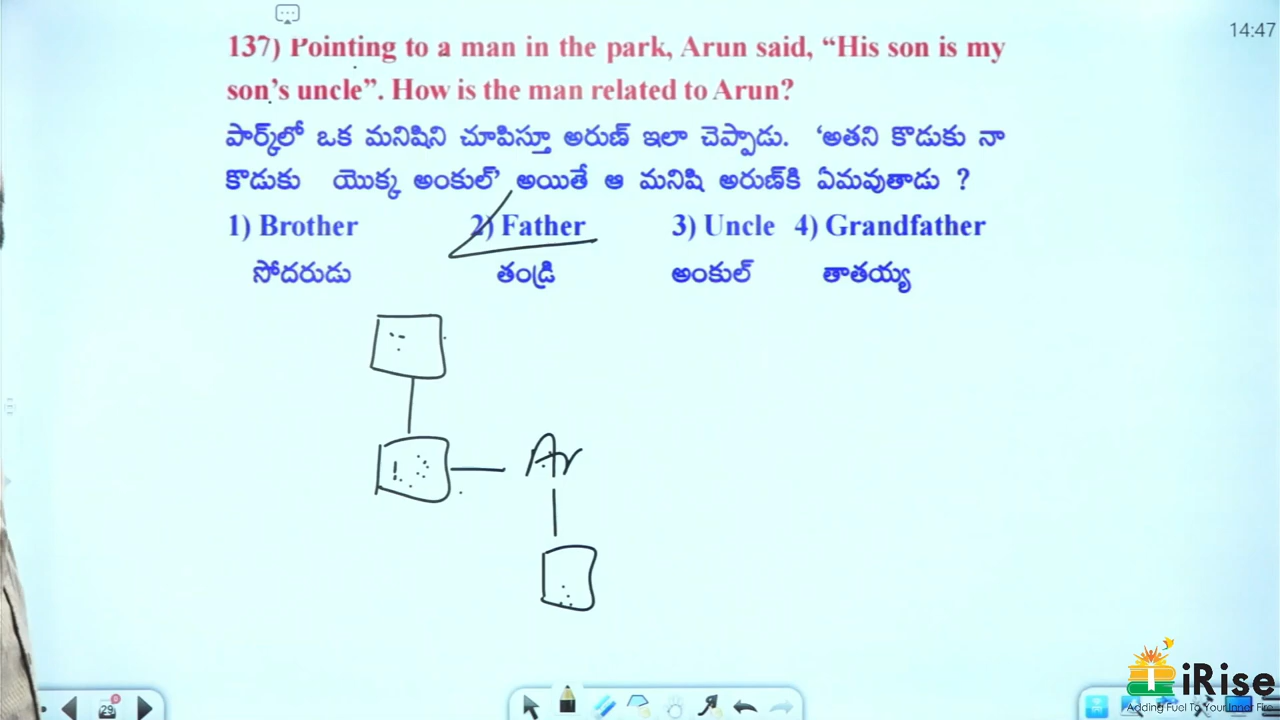 14:47
137) Pointing to a man in the park, Arun said, “His son is my
son’s uncle”. How is the man related to Arun?
పార్క్‌లో ఒక మనిషిని చూపిస్తూ అరుణ్ ఇలా చెప్పాడు. ‘అతని కొడుకు నా
కొడుకు యొక్క అంకుల్’ అయితే ఆ మనిషి అరుణ్‌కి ఏమవుతాడు ?
1) Brother 2) Father 3) Uncle 4) Grandfather
సోదరుడు తండ్రి అంకుల్ తాతయ్య
Ar
29
iRise
Adding Fuel To Your Inner Fire